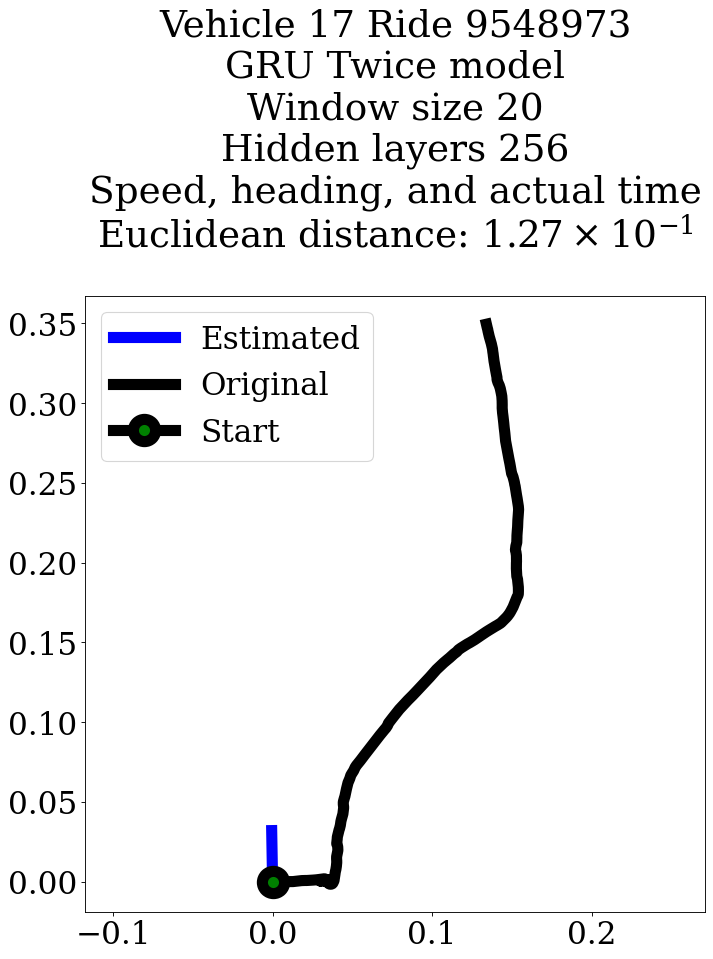 Vehicle 17 Ride 9548973
GRU Twice model
Window size 20
Hidden layers 256
Speed, heading, and actual time
Euclidean distance: 1.27 × 10⁻¹
Estimated
Original
Start
0.35
0.30
0.25
0.20
0.15
0.10
0.05
0.00
−0.1 0.0 0.1 0.2